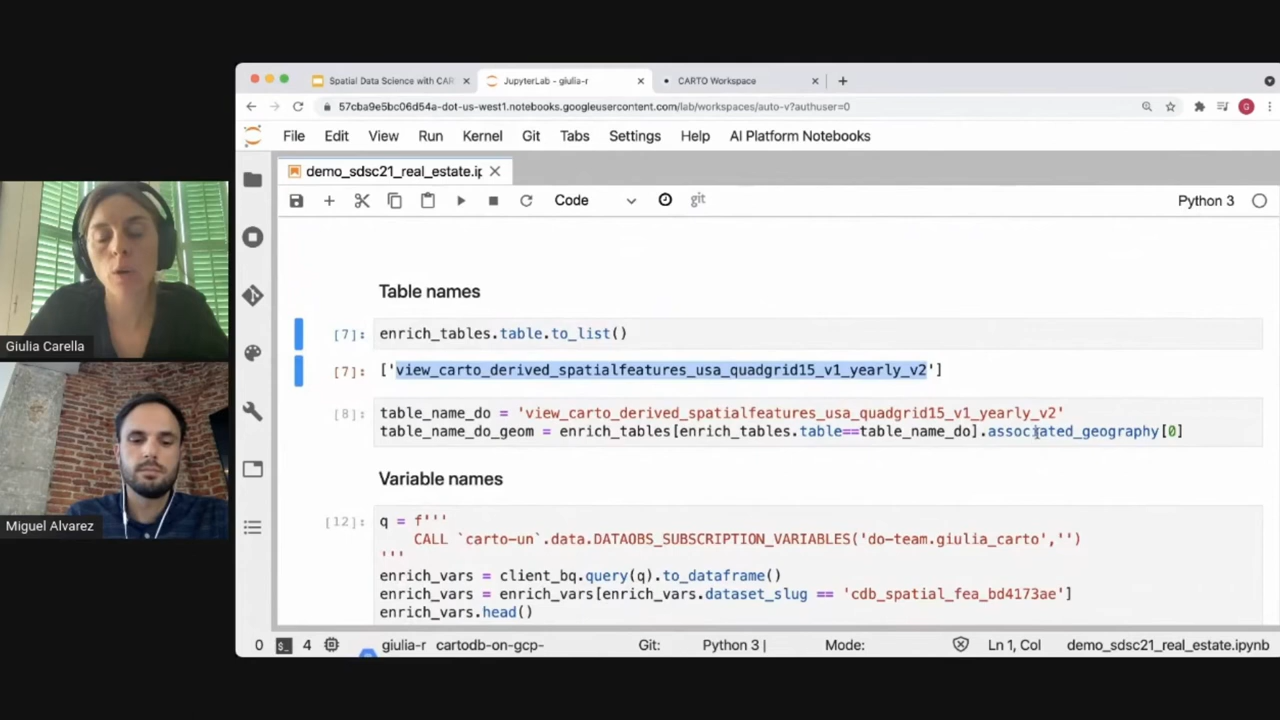 Spatial Data Science with CAR
JupyterLab - giulia-r
CARTO Workspace
57cba9e5bc06d54a-dot-us-west1.notebooks.googleusercontent.com/lab/workspaces/auto-v?authuser=0
G
File Edit View Run Kernel Git Tabs Settings Help AI Platform Notebooks
demo_sdsc21_real_estate.ip
Code
git
Python 3
Table names
[7]: enrich_tables.table.to_list()
[7]: ['view_carto_derived_spatialfeatures_usa_quadgrid15_v1_yearly_v2']
[8]: table_name_do = 'view_carto_derived_spatialfeatures_usa_quadgrid15_v1_yearly_v2'
table_name_do_geom = enrich_tables[enrich_tables.table==table_name_do].associated_geography[0]
Variable names
[12]: q = f'''
CALL `carto-un`.data.DATAOBS_SUBSCRIPTION_VARIABLES('do-team.giulia_carto','')
'''
enrich_vars = client_bq.query(q).to_dataframe()
enrich_vars = enrich_vars[enrich_vars.dataset_slug == 'cdb_spatial_fea_bd4173ae']
enrich_vars.head()
0 4 giulia-r cartodb-on-gcp- Git: Python 3 | Mode: Ln 1, Col demo_sdsc21_real_estate.ipynb
Giulia Carella
Miguel Alvarez